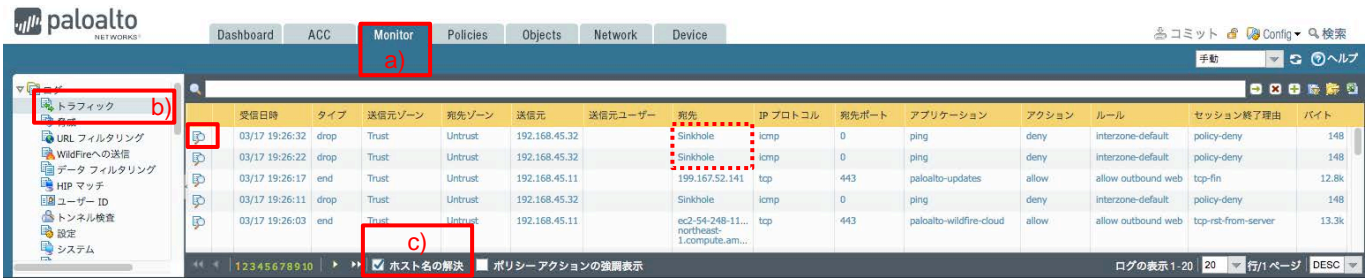 paloalto
NETWORKS
Dashboard ACC Monitor Policies Objects Network Device
コミット Config 検索
a)
手動 ヘルプ
ログ
トラフィック
b)
脅威
URL フィルタリング
WildFireへの送信
データ フィルタリング
HIP マッチ
ユーザー ID
トンネル検査
設定
システム
受信日時 タイプ 送信元ゾーン 宛先ゾーン 送信元 送信元ユーザー 宛先 IP プロトコル 宛先ポート アプリケーション アクション ルール セッション終了理由 バイト
03/17 19:26:32 drop Trust Untrust 192.168.45.32 Sinkhole icmp 0 ping deny interzone-default policy-deny 148
03/17 19:26:22 drop Trust Untrust 192.168.45.32 Sinkhole icmp 0 ping deny interzone-default policy-deny 148
03/17 19:26:17 end Trust Untrust 192.168.45.11 199.167.52.141 tcp 443 paloalto-updates allow allow outbound web tcp-fin 12.8k
03/17 19:26:11 drop Trust Untrust 192.168.45.32 Sinkhole icmp 0 ping deny interzone-default policy-deny 148
03/17 19:26:03 end Trust Untrust 192.168.45.11 ec2-54-248-11... tcp 443 paloalto-wildfire-cloud allow allow outbound web tcp-rst-from-server 13.3k
northeast-
1.compute.am...
c)
1 2 3 4 5 6 7 8 9 10 ホスト名の解決 ポリシー アクションの強調表示 ログの表示 1-20 20 行/1 ページ DESC